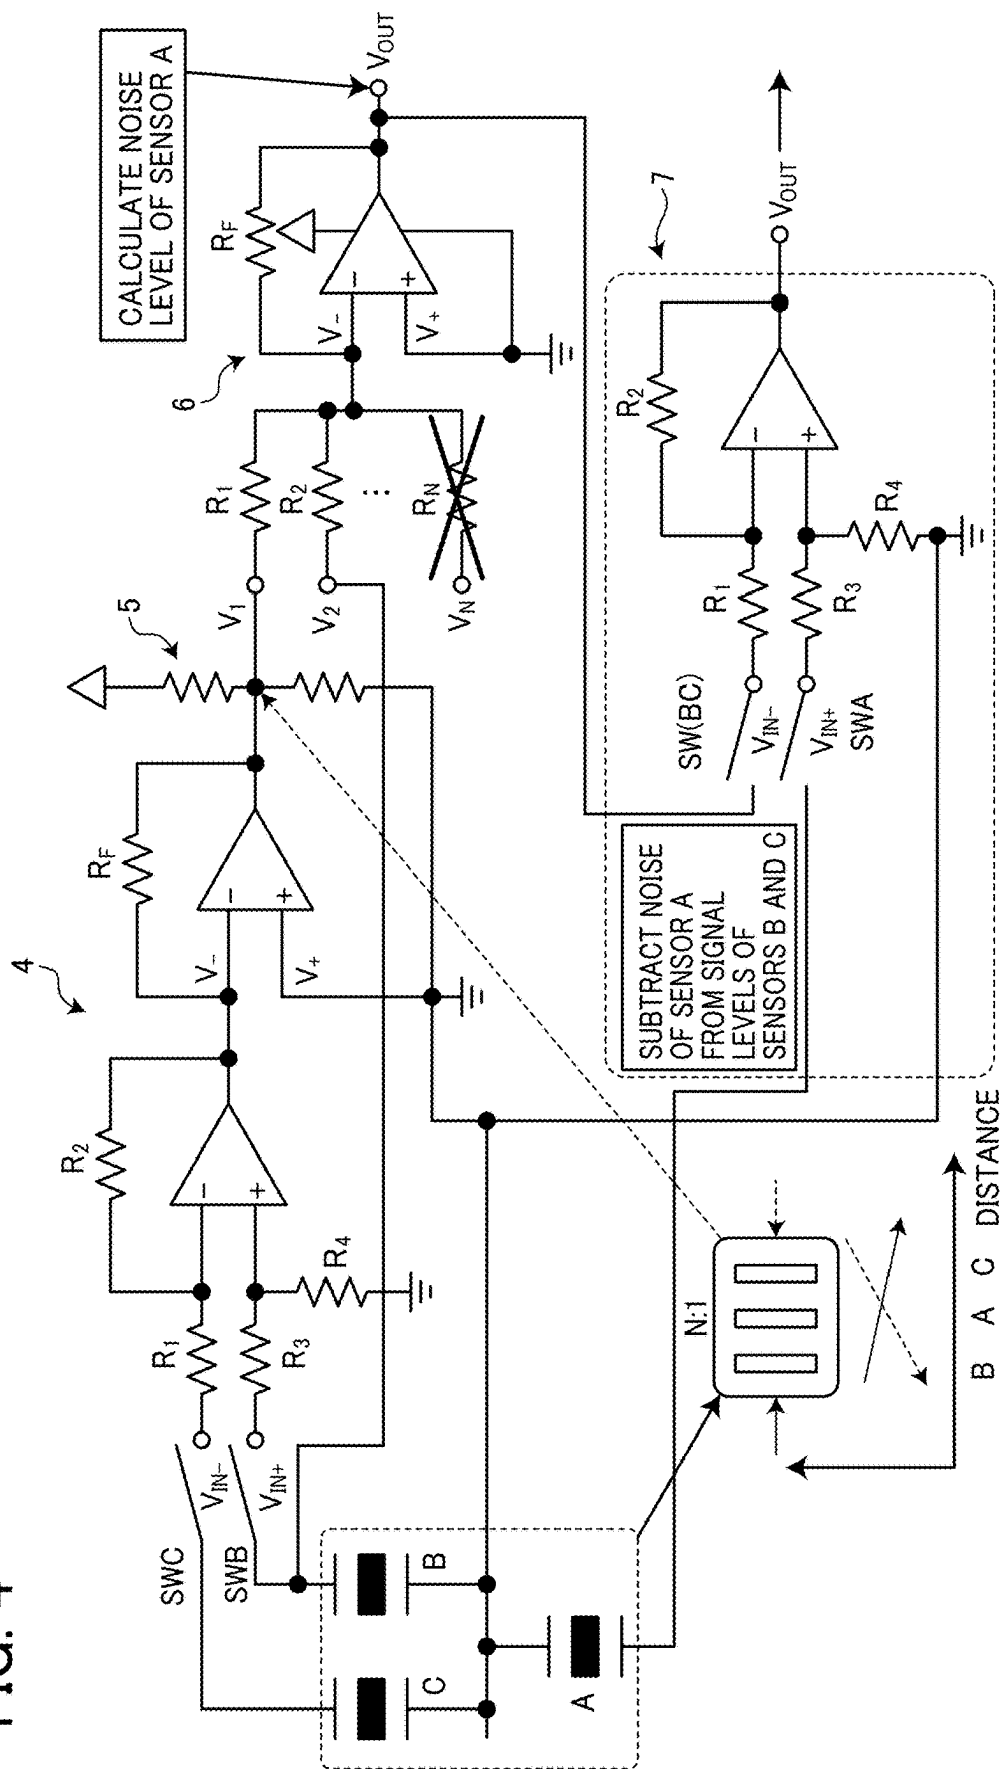 FIG. 4
SWC
SWB
VIN-
VIN+
R1
R3
R2
R4
−
+
4
V-
V+
RF
−
+
5
V1
V2
VN
R1
R2
⋮
RN
6
V-
V+
RF
−
+
CALCULATE NOISE
LEVEL OF SENSOR A
VOUT
C
B
A
N:1
B A C DISTANCE
SUBTRACT NOISE
OF SENSOR A
FROM SIGNAL
LEVELS OF
SENSORS B AND C
SW(BC)
VIN-
VIN+
SWA
R1
R3
R2
R4
−
+
7
VOUT